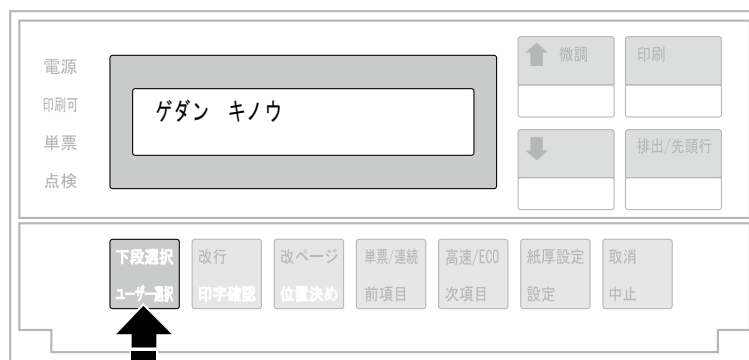 電源
印刷可
単票
点検
ゲダン キノウ
微調
印刷
排出/先頭行
下段選択
ユーザー選択
改行
印字確認
改ページ
位置決め
単票/連続
前項目
高速/ECO
次項目
紙厚設定
設定
取消
中止